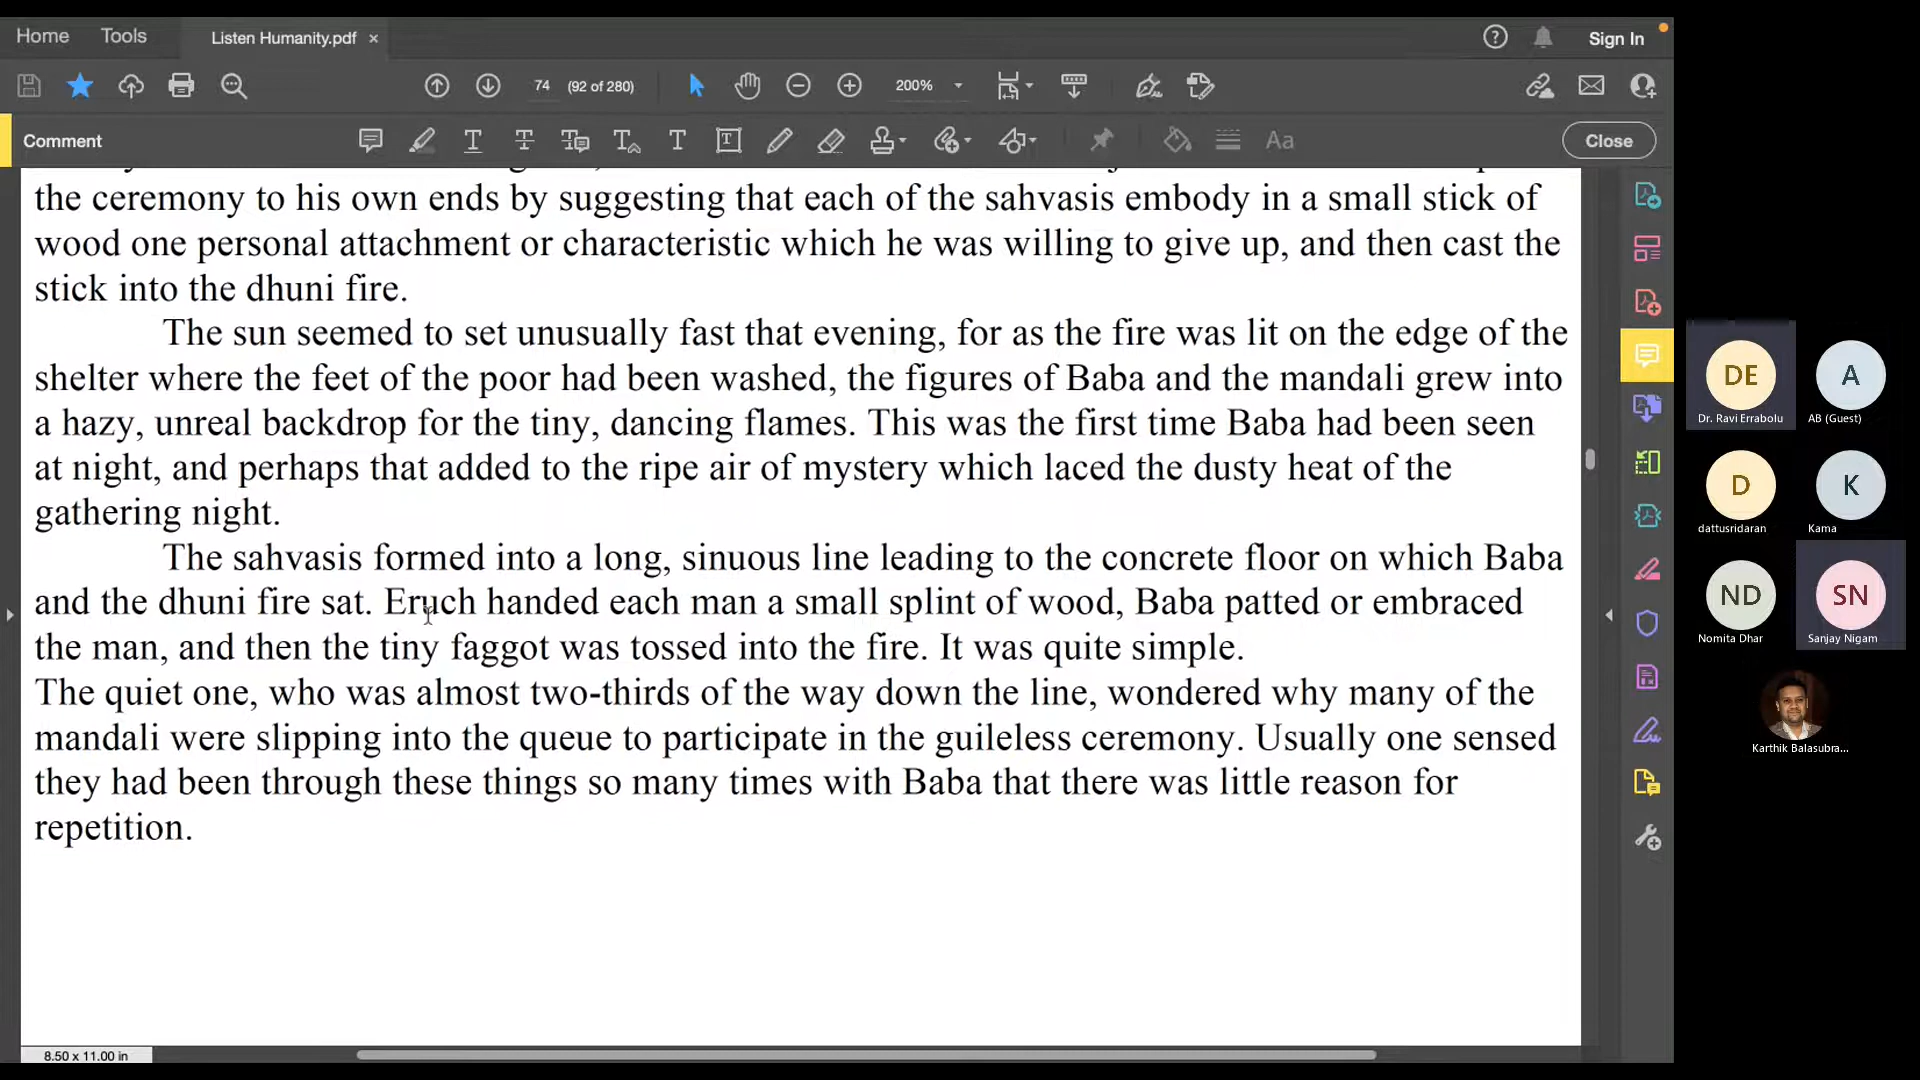 Home Tools Listen Humanity.pdf × Sign In
74 (92 of 280) 200%
Comment Close
the ceremony to his own ends by suggesting that each of the sahvasis embody in a small stick of
wood one personal attachment or characteristic which he was willing to give up, and then cast the
stick into the dhuni fire.
The sun seemed to set unusually fast that evening, for as the fire was lit on the edge of the
shelter where the feet of the poor had been washed, the figures of Baba and the mandali grew into
a hazy, unreal backdrop for the tiny, dancing flames. This was the first time Baba had been seen
at night, and perhaps that added to the ripe air of mystery which laced the dusty heat of the
gathering night.
The sahvasis formed into a long, sinuous line leading to the concrete floor on which Baba
and the dhuni fire sat. Eruch handed each man a small splint of wood, Baba patted or embraced
the man, and then the tiny faggot was tossed into the fire. It was quite simple.
The quiet one, who was almost two-thirds of the way down the line, wondered why many of the
mandali were slipping into the queue to participate in the guileless ceremony. Usually one sensed
they had been through these things so many times with Baba that there was little reason for
repetition.
8.50 x 11.00 in
DE A
Dr. Ravi Errabolu AB (Guest)
D K
dattusridaran Kama
ND SN
Nomita Dhar Sanjay Nigam
Karthik Balasubra...